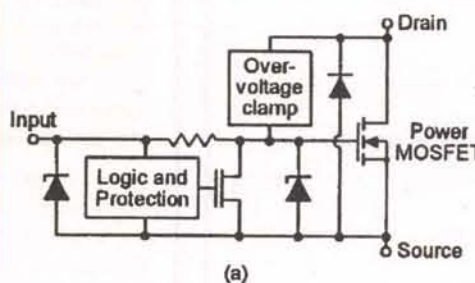 Drain
Over-
voltage
clamp
Input
Power
MOSFET
Logic and
Protection
Source
(a)